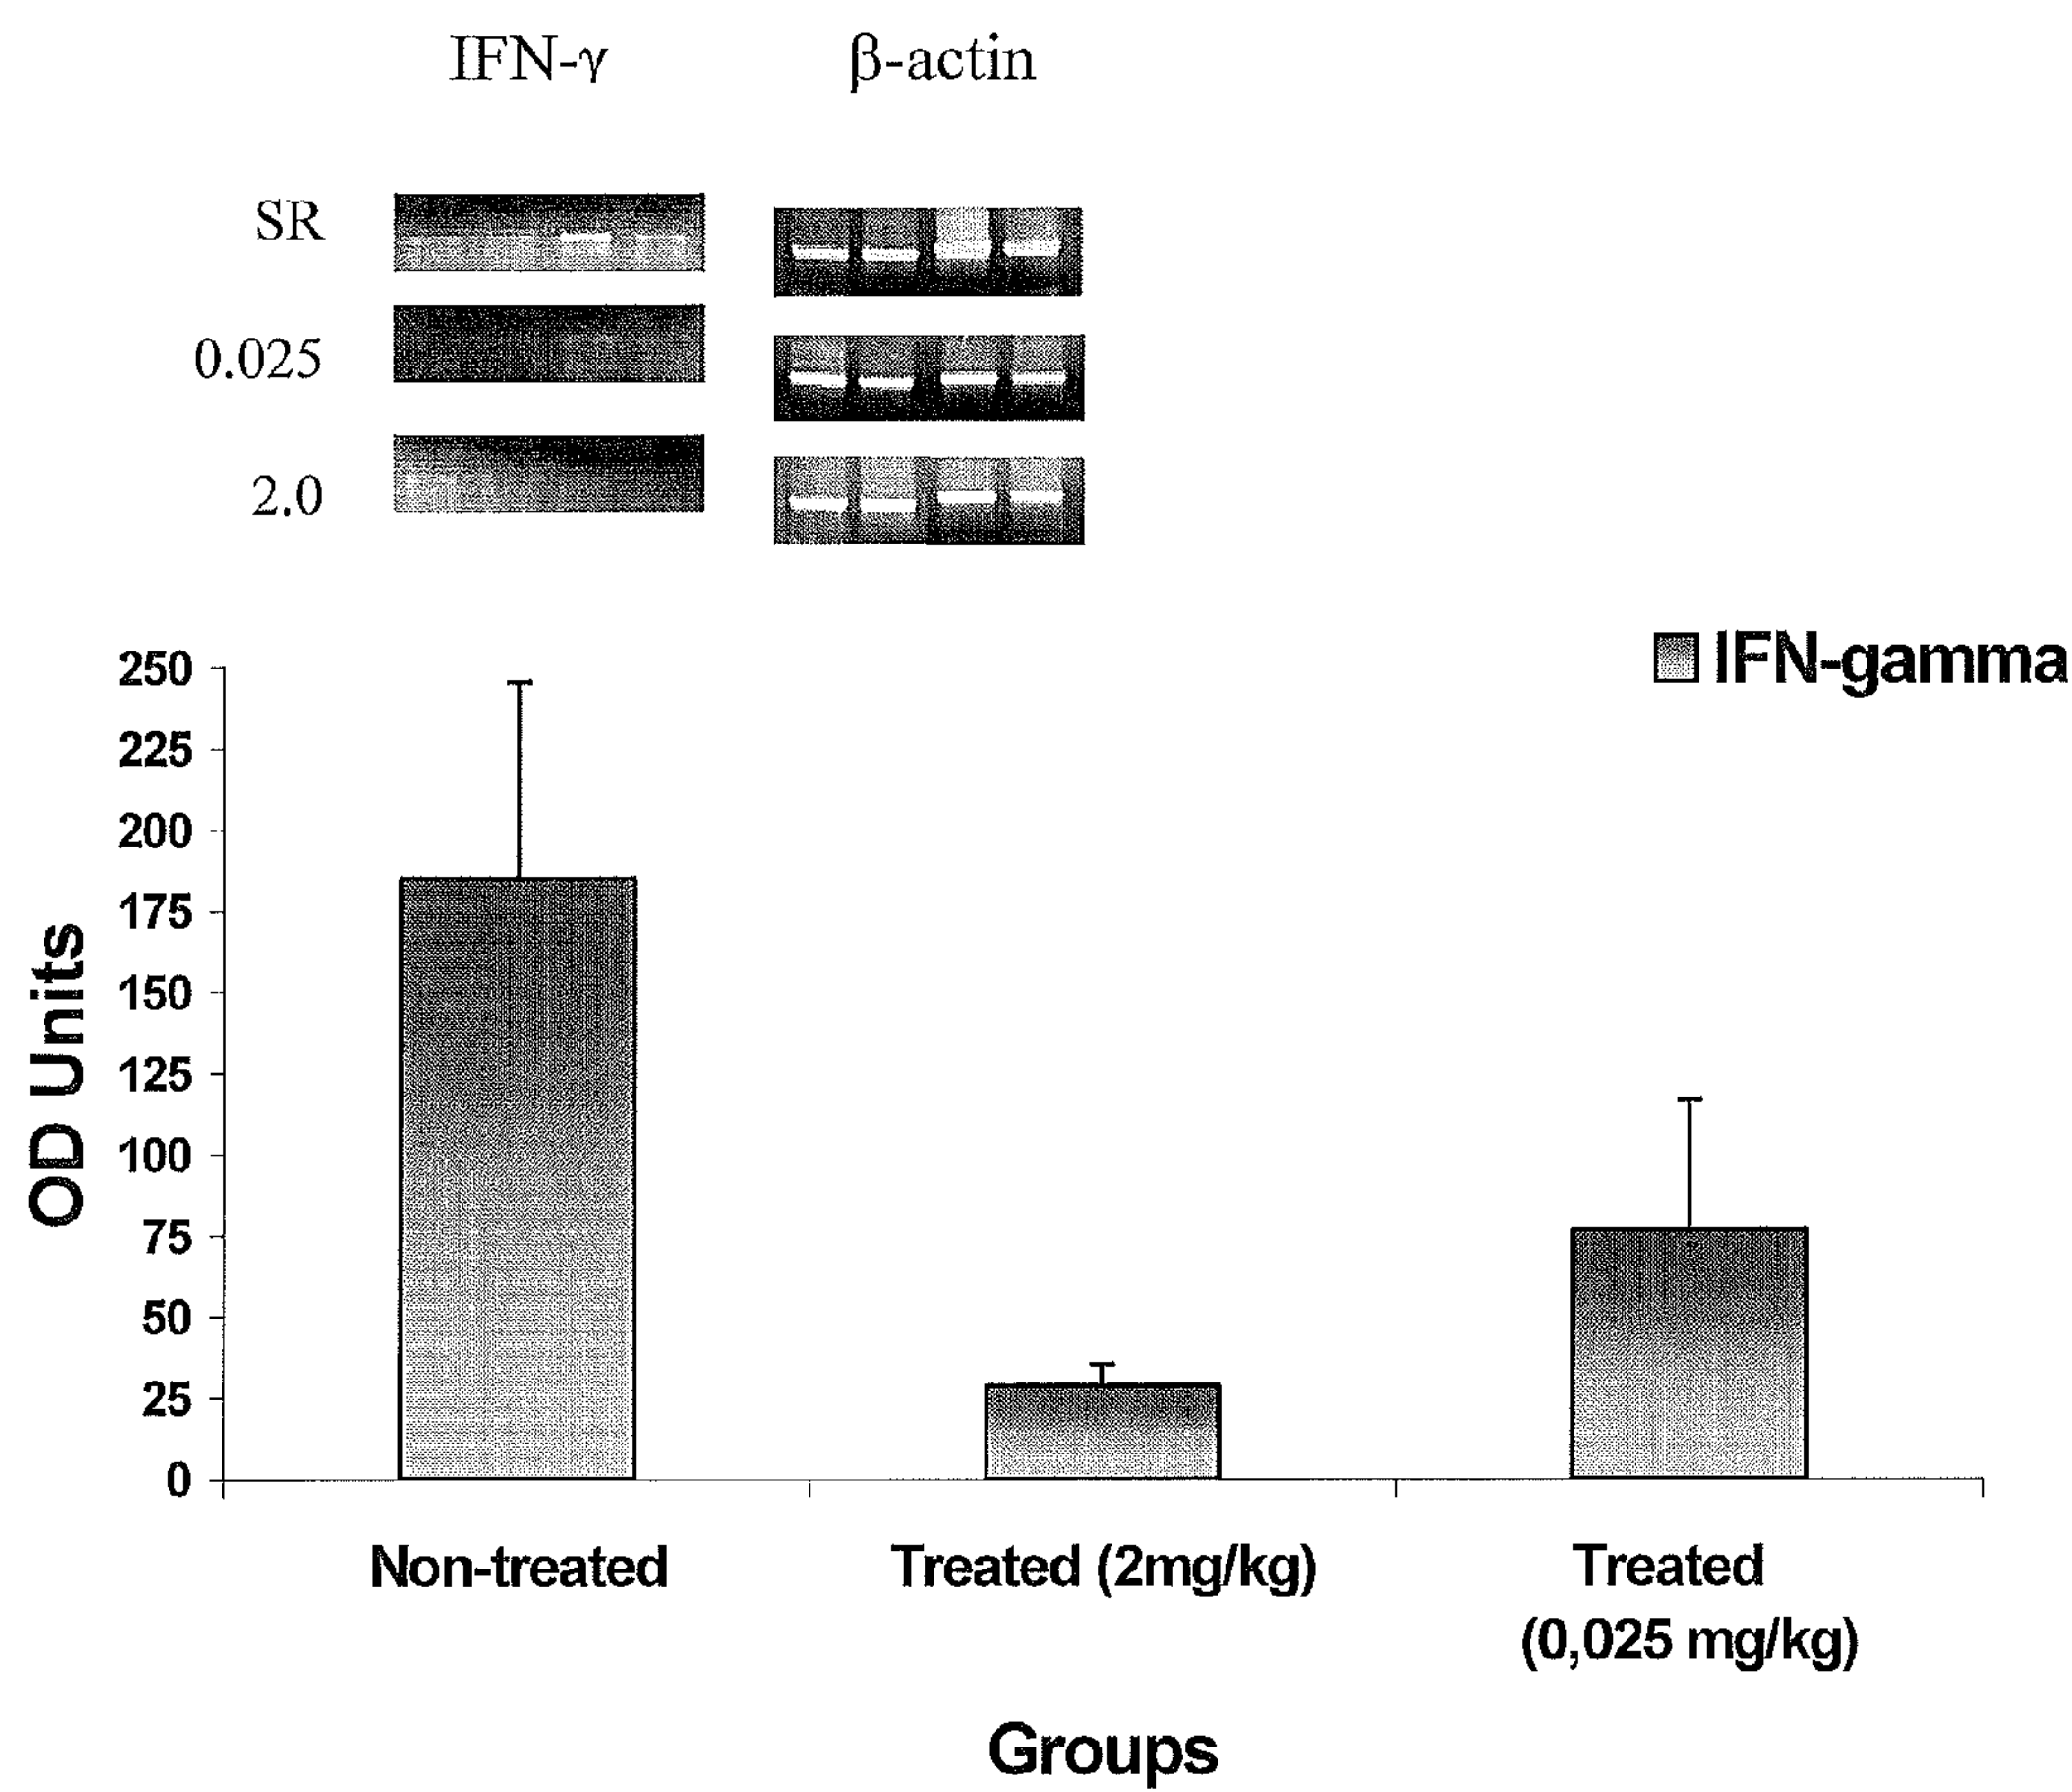 IFN-γ β-actin
SR
0.025
2.0
IFN-gamma
250
225
200
175
150
125
100
75
50
25
0
OD Units
Non-treated Treated (2mg/kg) Treated
(0,025 mg/kg)
Groups